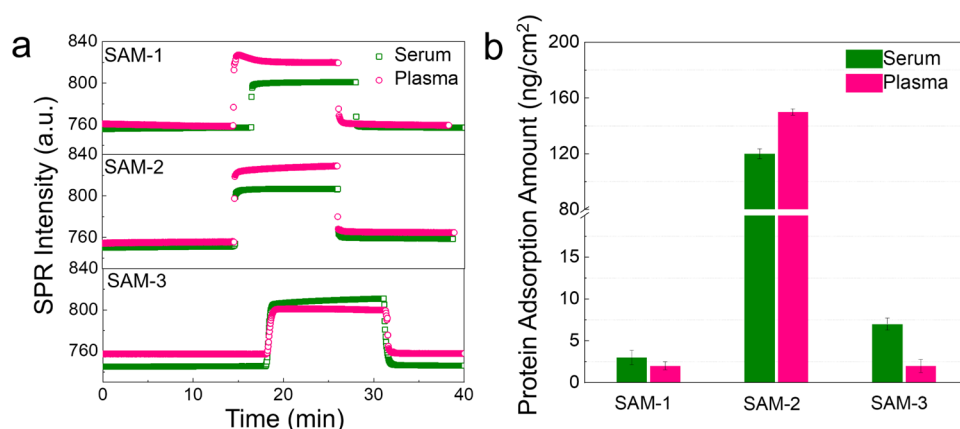 a
SPR Intensity (a.u.)
840
800
760
840
800
760
840
800
760
SAM-1
Serum
Plasma
SAM-2
SAM-3
0
10
20
30
40
Time (min)
b
Protein Adsorption Amount (ng/cm²)
200
160
120
80
10
7
5
2
0
Serum
Plasma
SAM-1
SAM-2
SAM-3